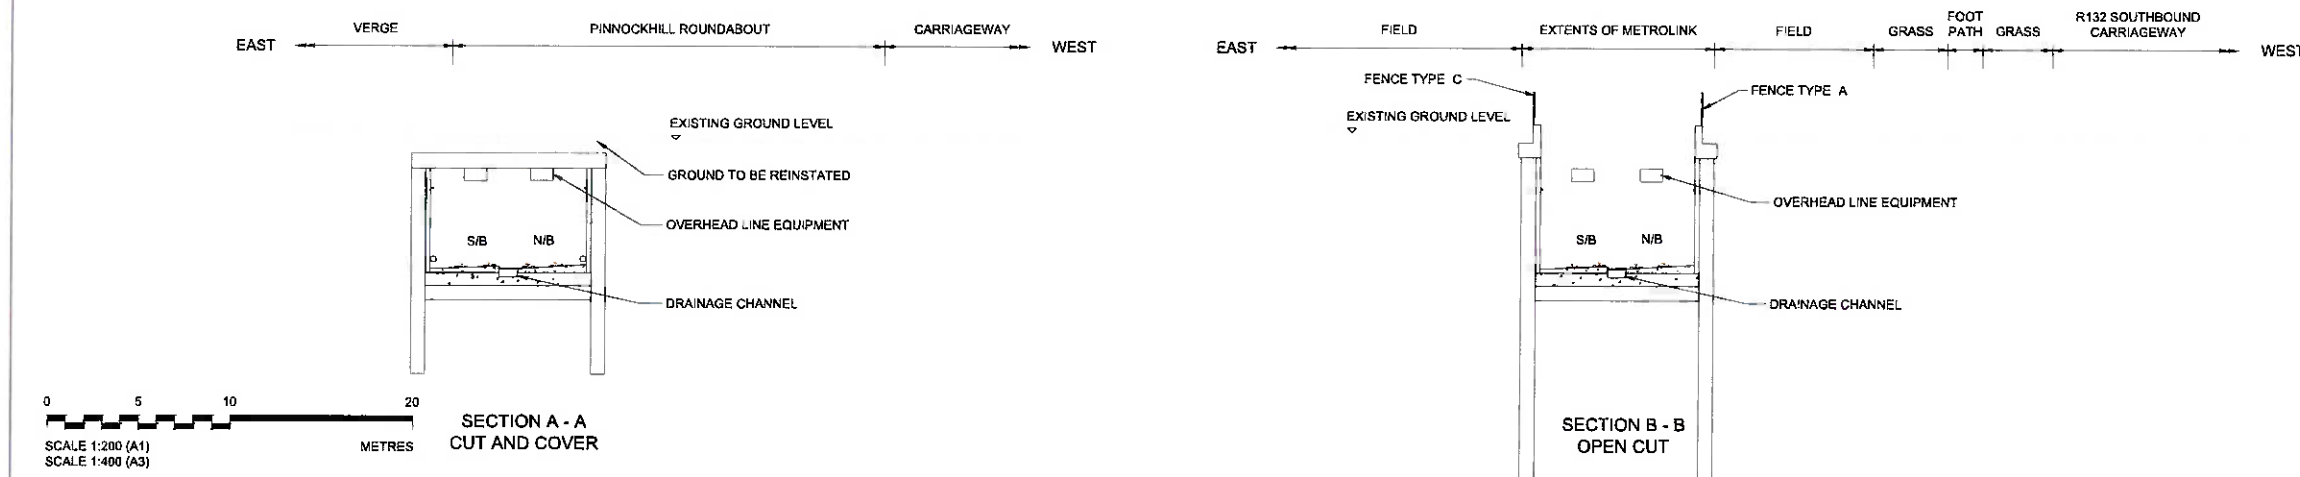 EAST
VERGE
PINNOCKHILL ROUNDABOUT
CARRIAGEWAY
WEST
EXISTING GROUND LEVEL
GROUND TO BE REINSTATED
OVERHEAD LINE EQUIPMENT
S/B N/B
DRAINAGE CHANNEL
0 5 10 20
SCALE 1:200 (A1)
SCALE 1:400 (A3)
METRES
SECTION A - A
CUT AND COVER
EAST
FIELD
EXTENTS OF METROLINK
FIELD
GRASS
FOOT
PATH
GRASS
R132 SOUTHBOUND
CARRIAGEWAY
WEST
FENCE TYPE C
FENCE TYPE A
EXISTING GROUND LEVEL
OVERHEAD LINE EQUIPMENT
S/B N/B
DRAINAGE CHANNEL
SECTION B - B
OPEN CUT